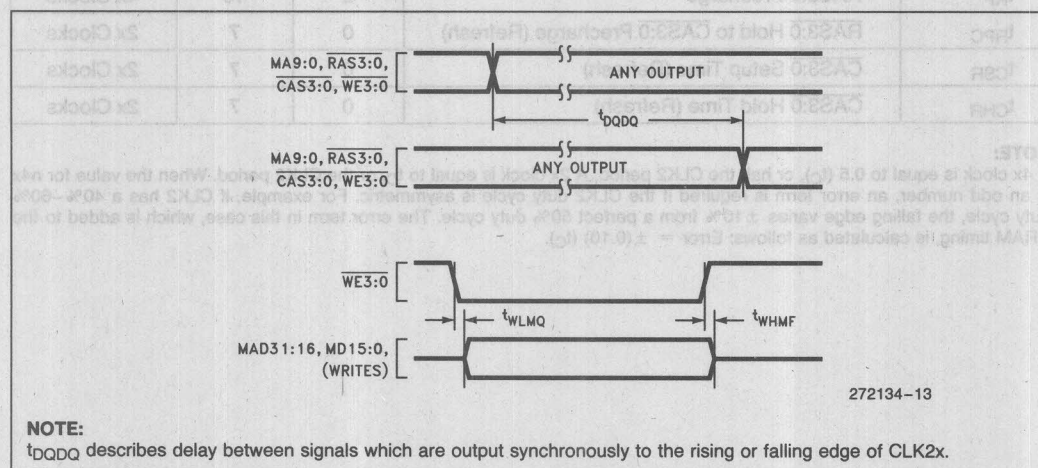 MA9:0, RAS3:0,
CAS3:0, WE3:0
ANY OUTPUT
tDQDQ
MA9:0, RAS3:0,
CAS3:0, WE3:0
ANY OUTPUT
WE3:0
tWLMQ
tWHMF
MAD31:16, MD15:0,
(WRITES)
272134–13
NOTE:
tDQDQ describes delay between signals which are output synchronously to the rising or falling edge of CLK2x.